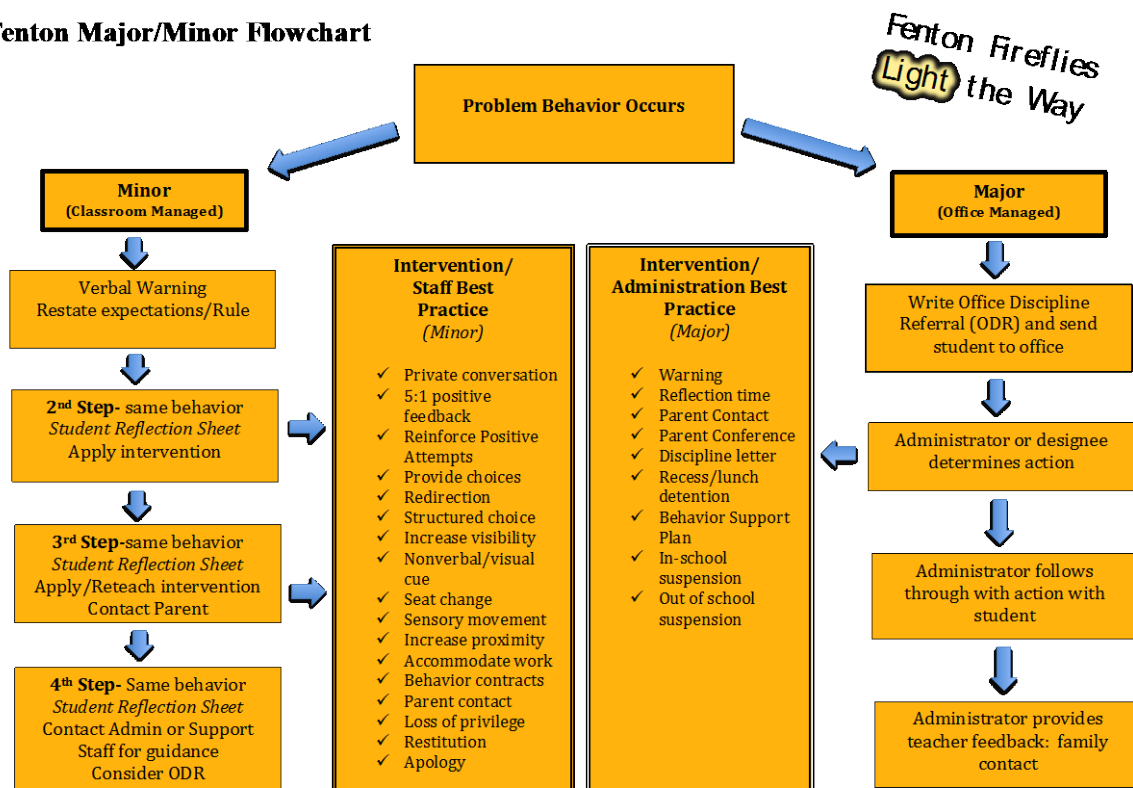 Fenton Major/Minor Flowchart
Fenton Fireflies
Light the Way
Problem Behavior Occurs
Minor
(Classroom Managed)
Verbal Warning
Restate expectations/Rule
2nd Step- same behavior
Student Reflection Sheet
Apply intervention
3rd Step-same behavior
Student Reflection Sheet
Apply/Reteach intervention
Contact Parent
4th Step- Same behavior
Student Reflection Sheet
Contact Admin or Support
Staff for guidance
Consider ODR
Intervention/
Staff Best
Practice
(Minor)
✓ Private conversation
✓ 5:1 positive
feedback
✓ Reinforce Positive
Attempts
✓ Provide choices
✓ Redirection
✓ Structured choice
✓ Increase visibility
✓ Nonverbal/visual
cue
✓ Seat change
✓ Sensory movement
✓ Increase proximity
✓ Accommodate work
✓ Behavior contracts
✓ Parent contact
✓ Loss of privilege
✓ Restitution
✓ Apology
Intervention/
Administration Best
Practice
(Major)
✓ Warning
✓ Reflection time
✓ Parent Contact
✓ Parent Conference
✓ Discipline letter
✓ Recess/lunch
detention
✓ Behavior Support
Plan
✓ In-school
suspension
✓ Out of school
suspension
Major
(Office Managed)
Write Office Discipline
Referral (ODR) and send
student to office
Administrator or designee
determines action
Administrator follows
through with action with
student
Administrator provides
teacher feedback: family
contact